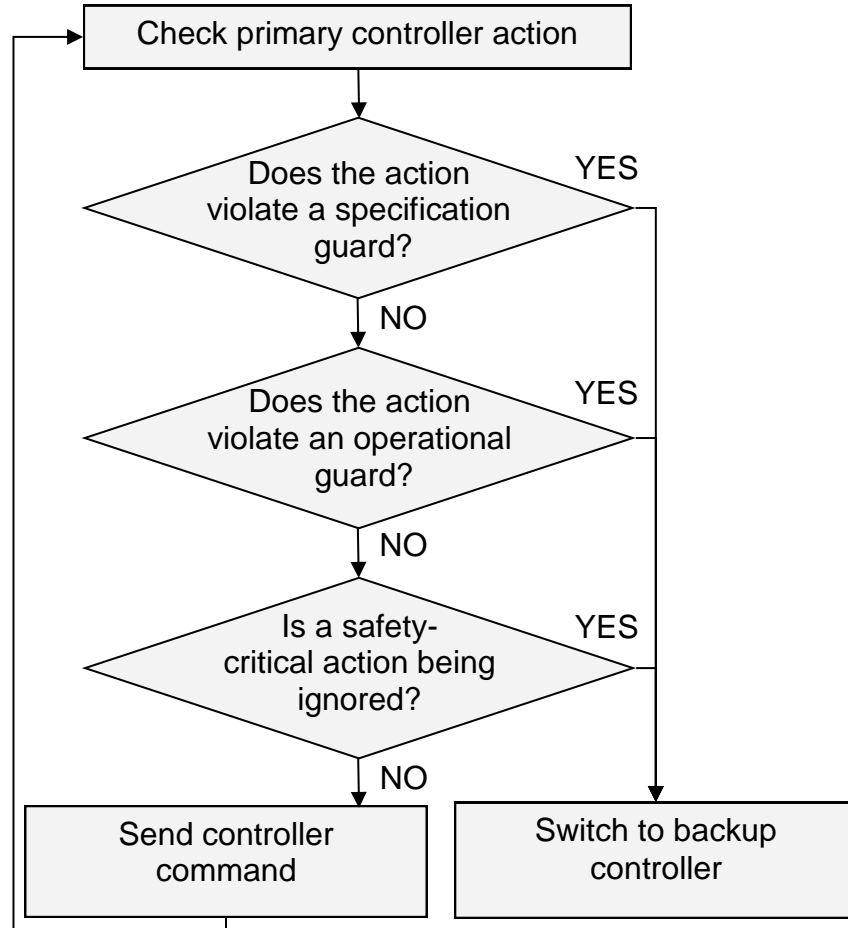 Check primary controller action
Does the action
violate a specification
guard?
YES
NO
Does the action
violate an operational
guard?
YES
NO
Is a safety-
critical action being
ignored?
YES
NO
Send controller
command
Switch to backup
controller